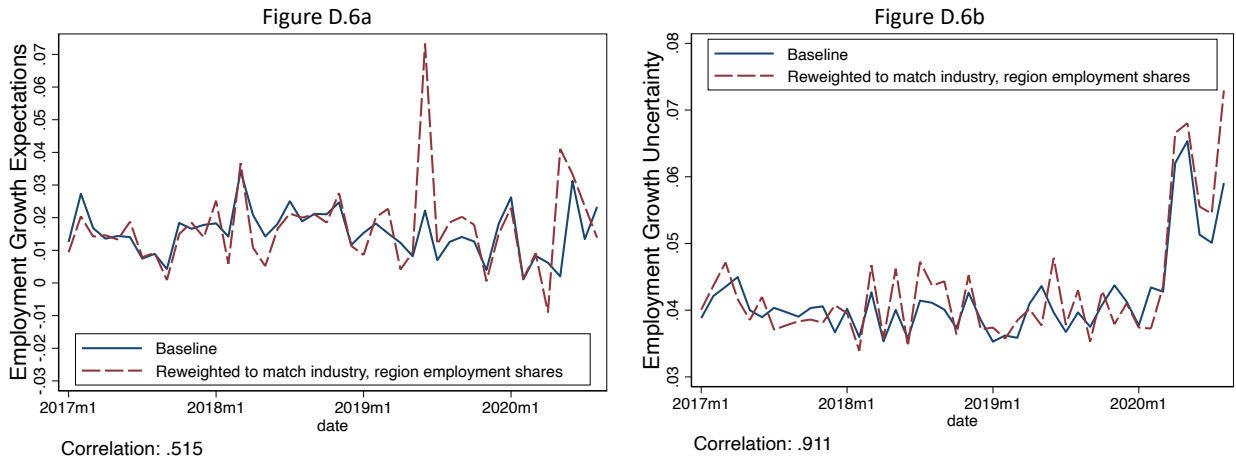 Figure D.6a
Employment Growth Expectations
.07
.06
.05
.04
.03
.02
.01
0
-.01
-.02
-.03
Baseline
Reweighted to match industry, region employment shares
2017m1 2018m1 2019m1 2020m1
date
Correlation: .515
Figure D.6b
Employment Growth Uncertainty
.08
.07
.06
.05
.04
.03
Baseline
Reweighted to match industry, region employment shares
2017m1 2018m1 2019m1 2020m1
date
Correlation: .911